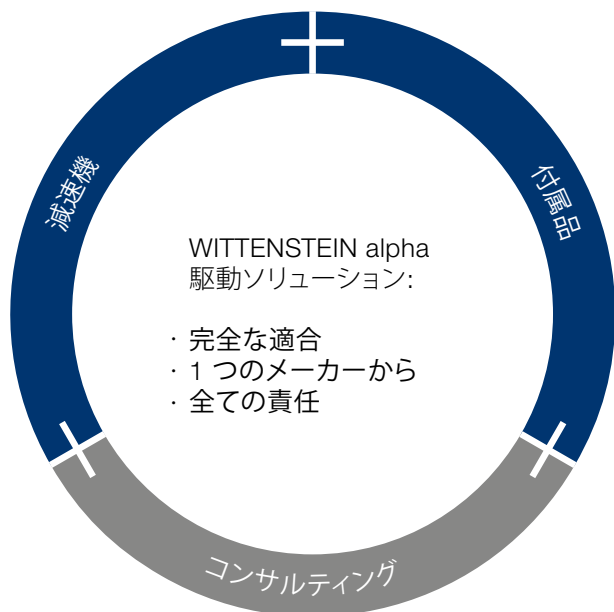 減速機
付属品
WITTENSTEIN alpha
駆動ソリューション:
· 完全な適合
· 1 つのメーカーから
· 全ての責任
コンサルティング